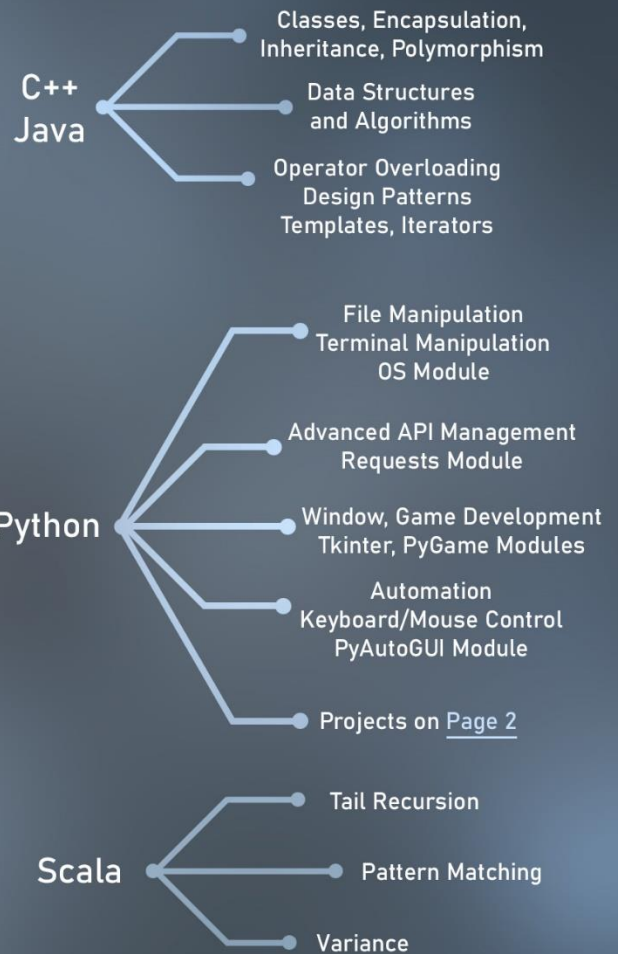 C++
Java
Classes, Encapsulation,
Inheritance, Polymorphism
Data Structures
and Algorithms
Operator Overloading
Design Patterns
Templates, Iterators
Python
File Manipulation
Terminal Manipulation
OS Module
Advanced API Management
Requests Module
Window, Game Development
Tkinter, PyGame Modules
Automation
Keyboard/Mouse Control
PyAutoGUI Module
Projects on Page 2
Scala
Tail Recursion
Pattern Matching
Variance